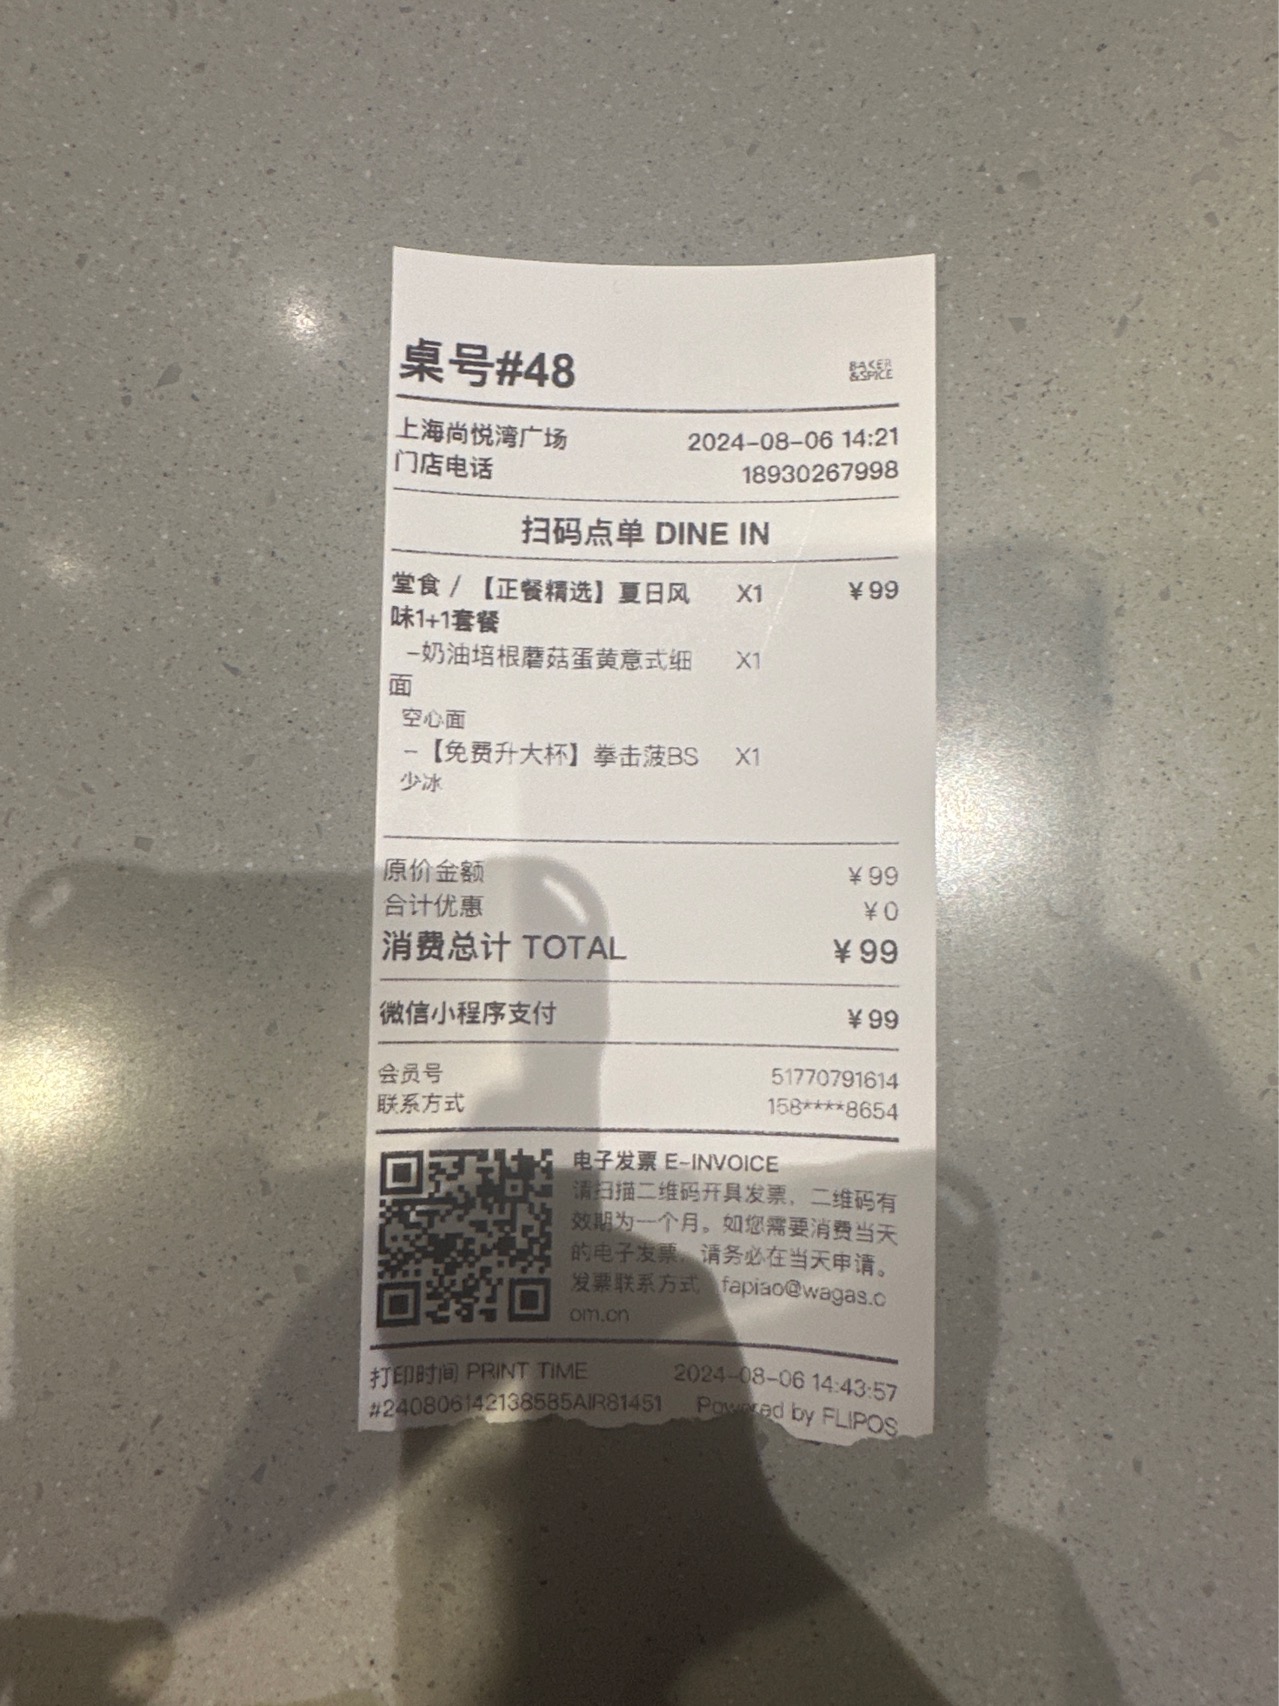 桌号#48
BAKER
&SPICE
上海尚悦湾广场 2024-08-06 14:21
门店电话 18930267998
扫码点单 DINE IN
堂食 / 【正餐精选】夏日风 X1 ¥99
味1+1套餐
-奶油培根蘑菇蛋黄意式细 X1
面
空心面
-【免费升大杯】拳击菠BS X1
少冰
原价金额 ¥99
合计优惠 ¥0
消费总计 TOTAL ¥99
微信小程序支付 ¥99
会员号 51770791614
联系方式 158****8654
电子发票 E-INVOICE
请扫描二维码开具发票，二维码有
效期为一个月。如您需要消费当天
的电子发票，请务必在当天申请。
发票联系方式 fapiao@wagas.c
om.cn
打印时间 PRINT TIME 2024-08-06 14:43:57
#240806142138585AIR81451 Powered by FLIPOS